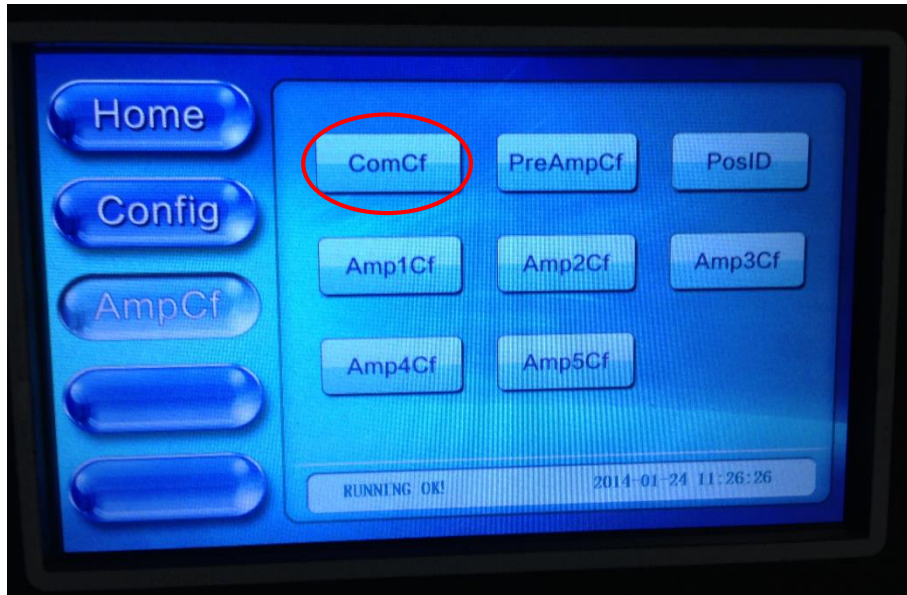 Home
Config
AmpCf
ComCf PreAmpCf PosID
Amp1Cf Amp2Cf Amp3Cf
Amp4Cf Amp5Cf
RUNNING OK! 2014-01-24 11:26:26